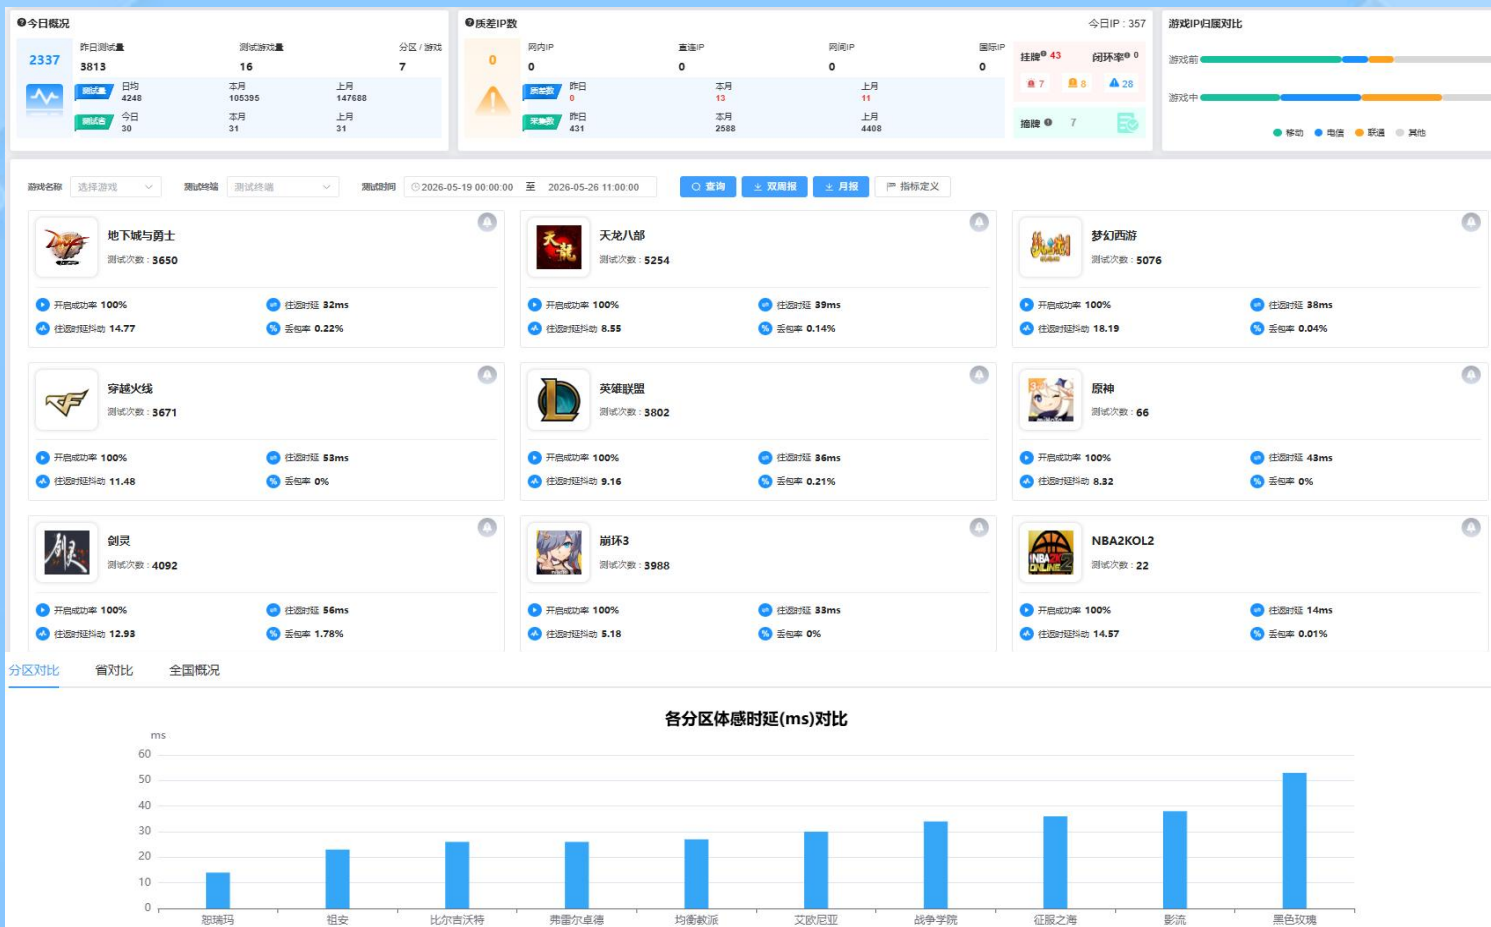 今日概况
2337
昨日测试量 测试游戏量 分区 / 游戏
3813 16 7
测试量 日均 本月 上月
4248 105395 147688
测试省 今日 本月 上月
30 31 31
质差IP数 今日IP : 357
0
网内IP 直连IP 网间IP 国际IP
0 0 0 0
质差数 昨日 本月 上月
0 13 11
采集数 昨日 本月 上月
431 2588 4408
挂牌 43 闭环率 0
7 8 28
摘牌 7
游戏IP归属对比
游戏前
游戏中
移动 电信 联通 其他
游戏名称 选择游戏 测试终端 测试终端 测试时间 2026-05-19 00:00:00 至 2026-05-26 11:00:00 查询 双周报 月报 指标定义
地下城与勇士
测试次数 : 3650
开启成功率 100% 往返时延 32ms
往返时延抖动 14.77 丢包率 0.22%
天龙八部
测试次数 : 5254
开启成功率 100% 往返时延 39ms
往返时延抖动 8.55 丢包率 0.14%
梦幻西游
测试次数 : 5076
开启成功率 100% 往返时延 38ms
往返时延抖动 18.19 丢包率 0.04%
穿越火线
测试次数 : 3671
开启成功率 100% 往返时延 53ms
往返时延抖动 11.48 丢包率 0%
英雄联盟
测试次数 : 3802
开启成功率 100% 往返时延 36ms
往返时延抖动 9.16 丢包率 0.21%
原神
测试次数 : 66
开启成功率 100% 往返时延 43ms
往返时延抖动 8.32 丢包率 0%
剑灵
剑灵
测试次数 : 4092
开启成功率 100% 往返时延 56ms
往返时延抖动 12.93 丢包率 1.78%
崩坏3
测试次数 : 3988
开启成功率 100% 往返时延 33ms
往返时延抖动 5.18 丢包率 0%
NBA2K
ONLINE 2
NBA2KOL2
测试次数 : 22
开启成功率 100% 往返时延 14ms
往返时延抖动 14.57 丢包率 0.01%
分区对比 省对比 全国概况
各分区体感时延(ms)对比
ms
60
50
40
30
20
10
0
恕瑞玛 祖安 比尔吉沃特 弗雷尔卓德 均衡教派 艾欧尼亚 战争学院 征服之海 影流 黑色玫瑰